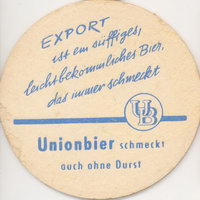 EXPORT
ist ein süffiges,
leichtbekömmliches Bier,
das immer schmeckt
UB
Unionbier schmeckt
auch ohne Durst